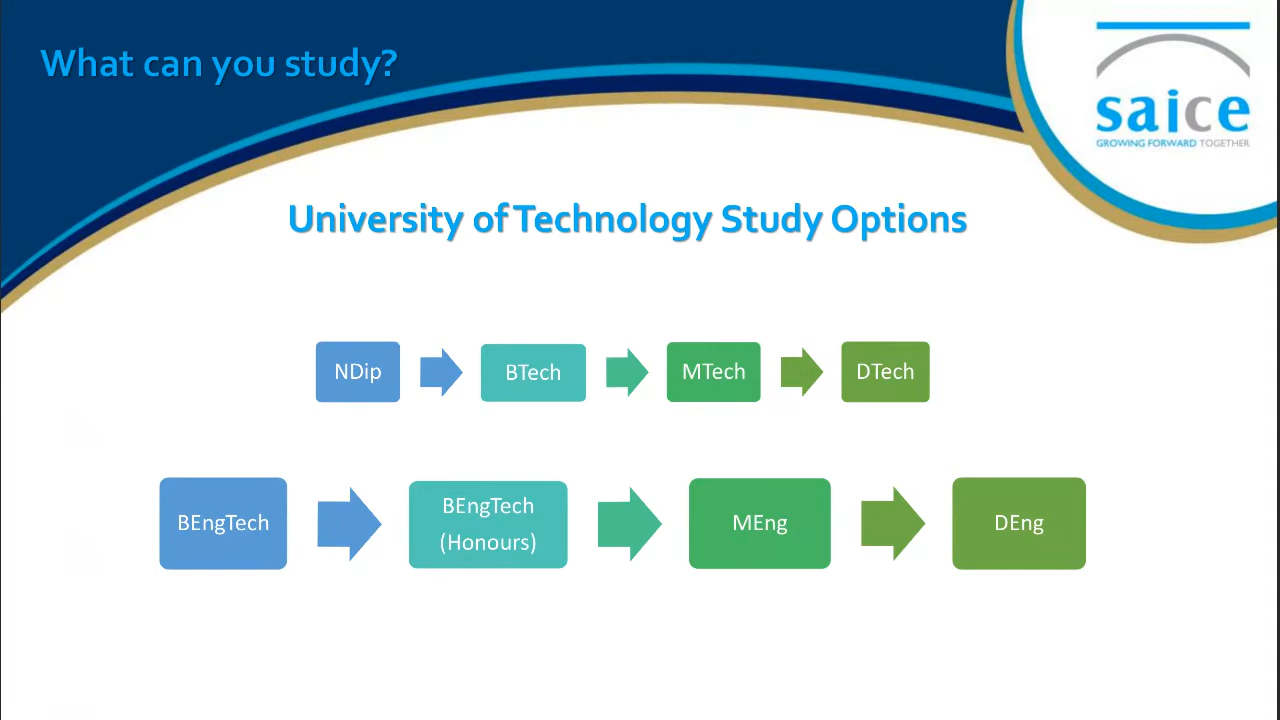 What can you study?
saice
GROWING FORWARD TOGETHER
University of Technology Study Options
NDip
BTech
MTech
DTech
BEngTech
BEngTech
(Honours)
MEng
DEng